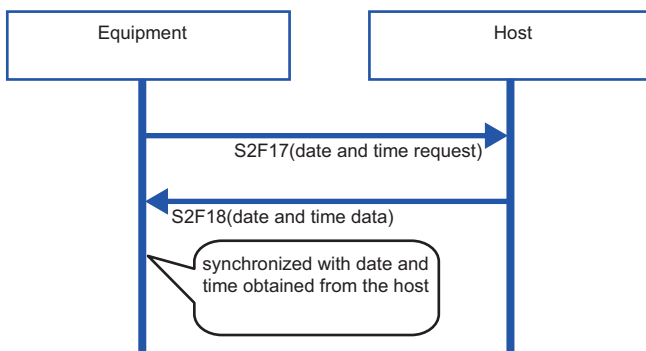 Equipment
Host
S2F17(date and time request)
S2F18(date and time data)
synchronized with date and
time obtained from the host